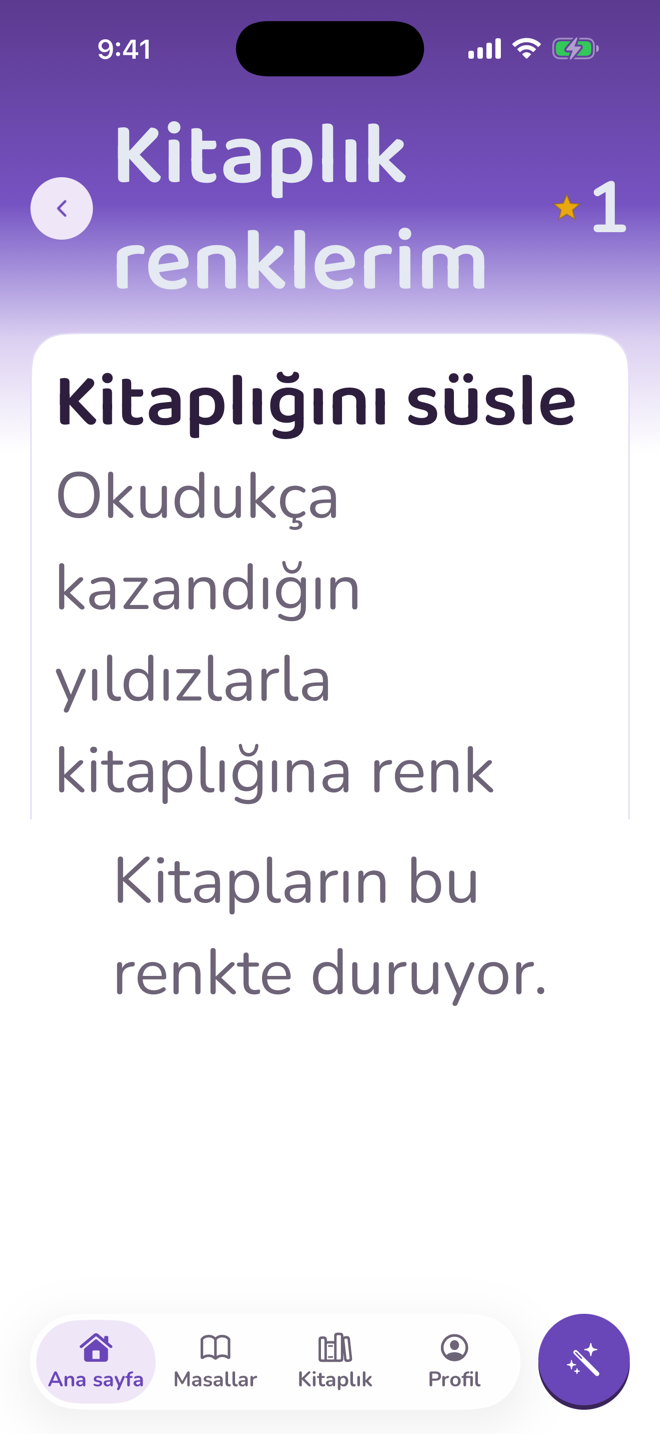 9:41
Kitaplık
renklerim
1
Kitaplığını süsle
Okudukça
kazandığın
yıldızlarla
kitaplığına renk
Kitapların bu
renkte duruyor.
Ana sayfa
Masallar
Kitaplık
Profil